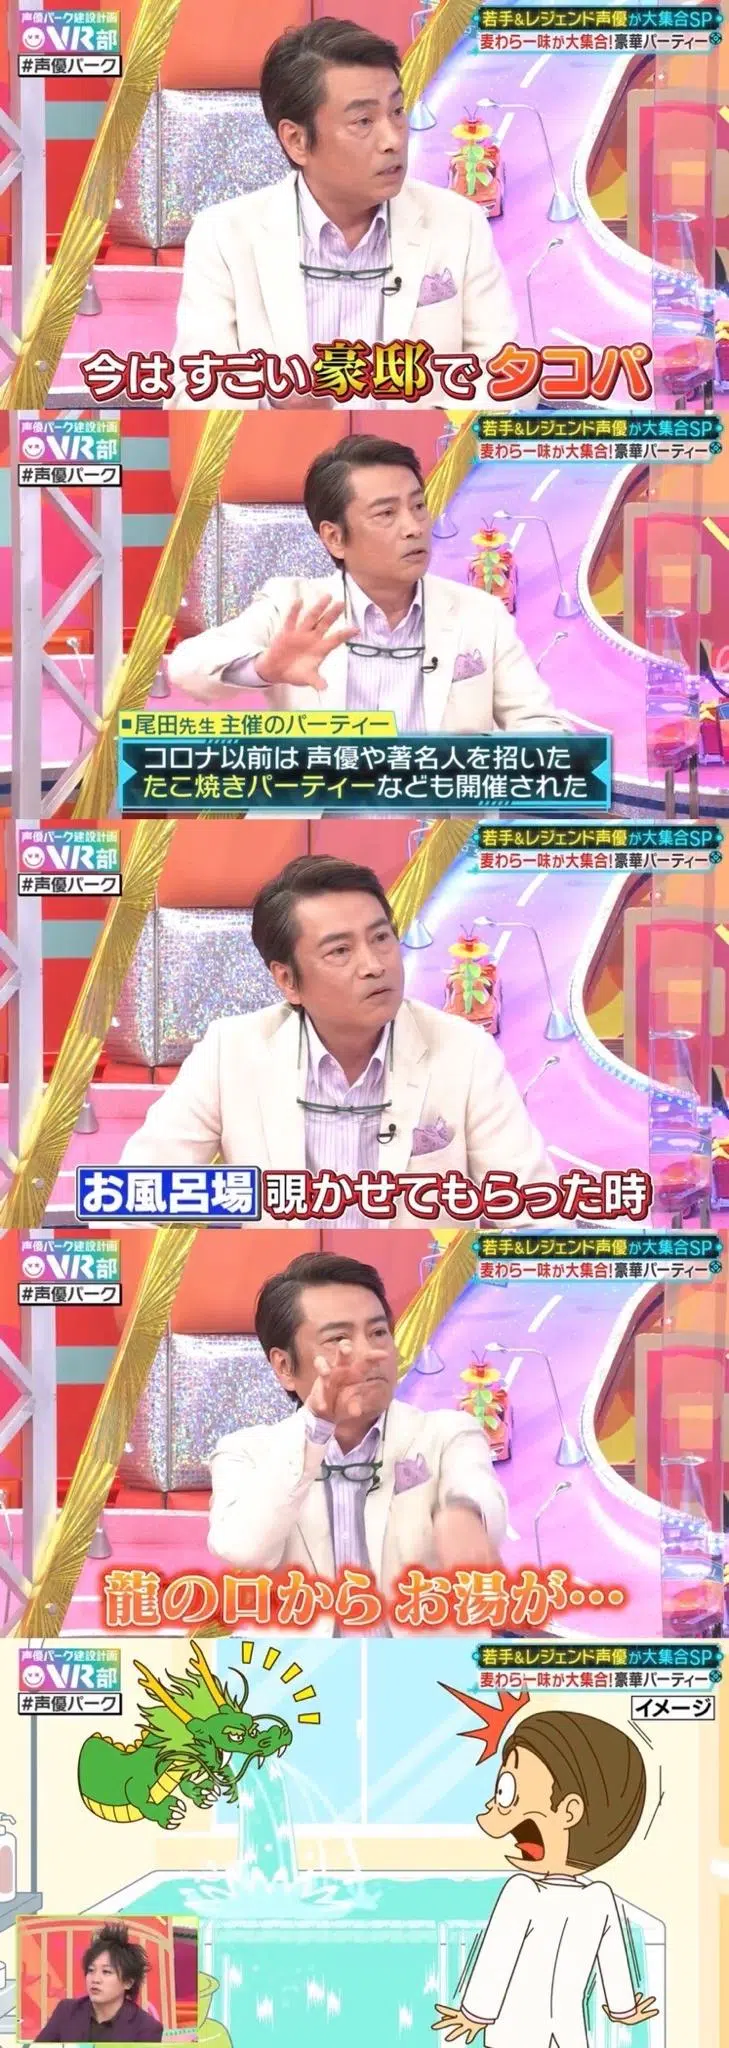 声優パーク建設計画
VR部
#声優パーク
若手&レジェンド声優が大集合SP
麦わら一味が大集合!豪華パーティー
今は すごい豪邸で タコパ
声優パーク建設計画
VR部
#声優パーク
若手&レジェンド声優が大集合SP
麦わら一味が大集合!豪華パーティー
■尾田先生 主催のパーティー
コロナ以前は 声優や著名人を招いた
たこ焼きパーティーなども開催された
声優パーク建設計画
VR部
#声優パーク
若手&レジェンド声優が大集合SP
麦わら一味が大集合!豪華パーティー
お風呂場 覗かせてもらった時
声優パーク建設計画
VR部
#声優パーク
若手&レジェンド声優が大集合SP
麦わら一味が大集合!豪華パーティー
龍の口から お湯が…
声優パーク建設計画
VR部
#声優パーク
若手&レジェンド声優が大集合SP
麦わら一味が大集合!豪華パーティー
イメージ